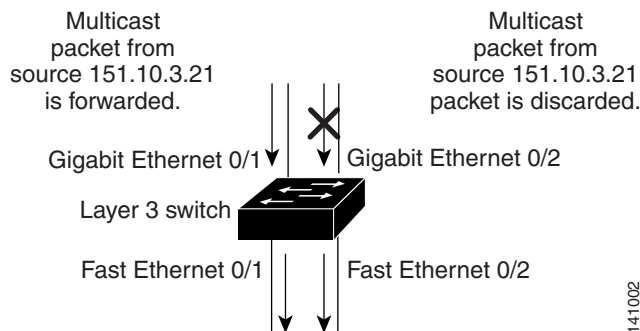 Multicast
packet from
source 151.10.3.21
is forwarded.
Multicast
packet from
source 151.10.3.21
packet is discarded.
Gigabit Ethernet 0/1
Gigabit Ethernet 0/2
Layer 3 switch
Fast Ethernet 0/1
Fast Ethernet 0/2
141002